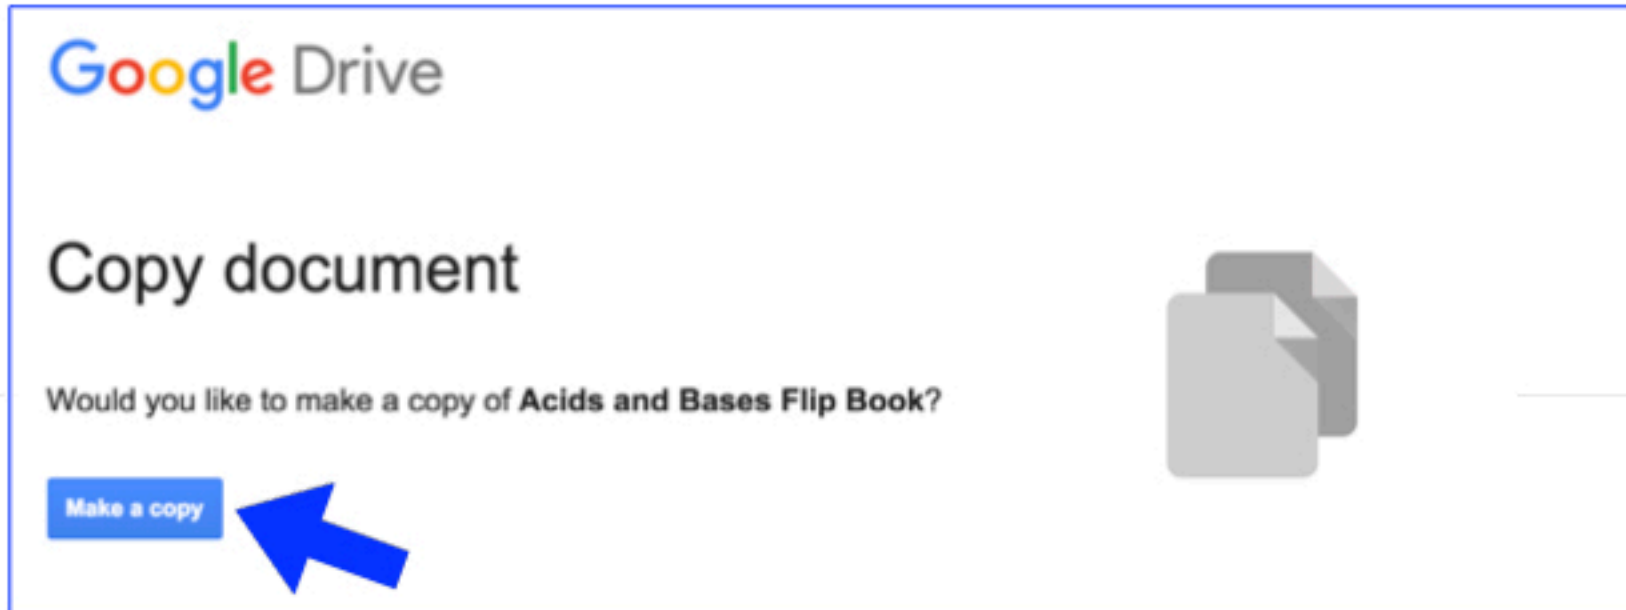 Google Drive
Copy document
Would you like to make a copy of Acids and Bases Flip Book?
Make a copy